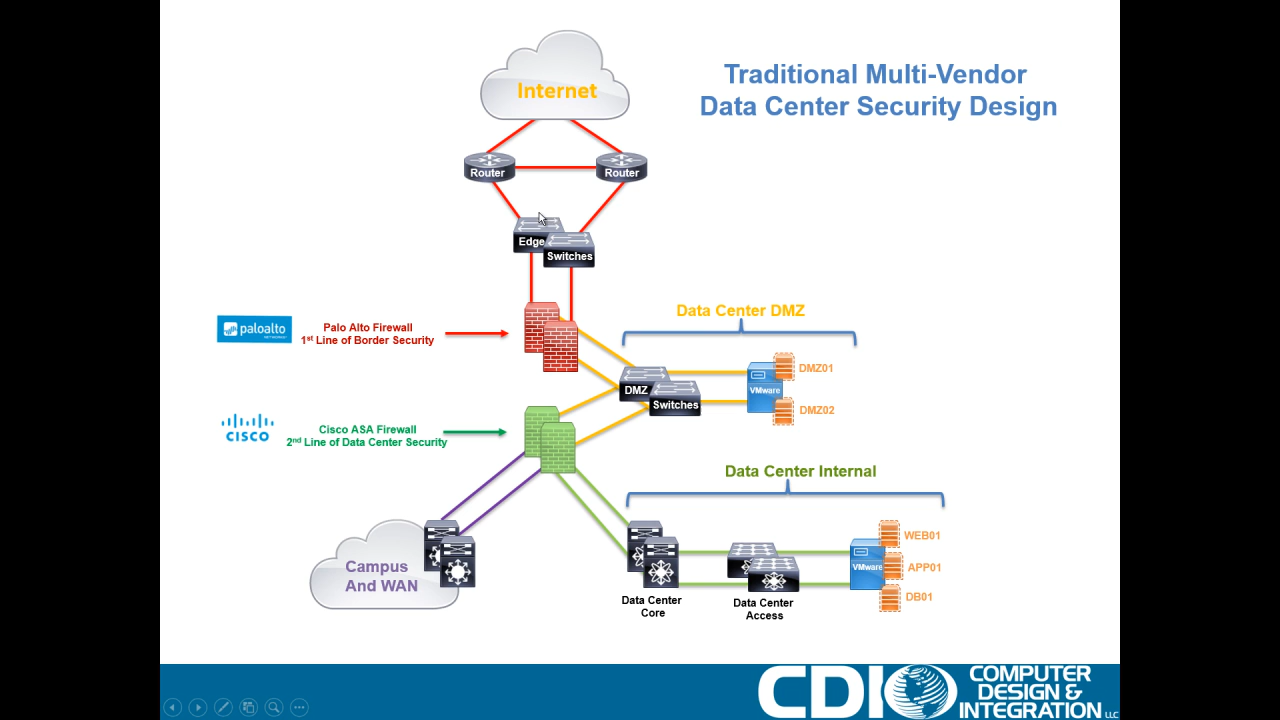 Traditional Multi-Vendor
Data Center Security Design
Internet
Router
Router
Edge
Switches
paloalto
NETWORKS
Palo Alto Firewall
1st Line of Border Security
Data Center DMZ
DMZ
Switches
VMware
DMZ01
DMZ02
CISCO
Cisco ASA Firewall
2nd Line of Data Center Security
Data Center Internal
Campus
And WAN
Data Center
Core
Data Center
Access
VMware
WEB01
APP01
DB01
CDI
COMPUTER
DESIGN &
INTEGRATION LLC